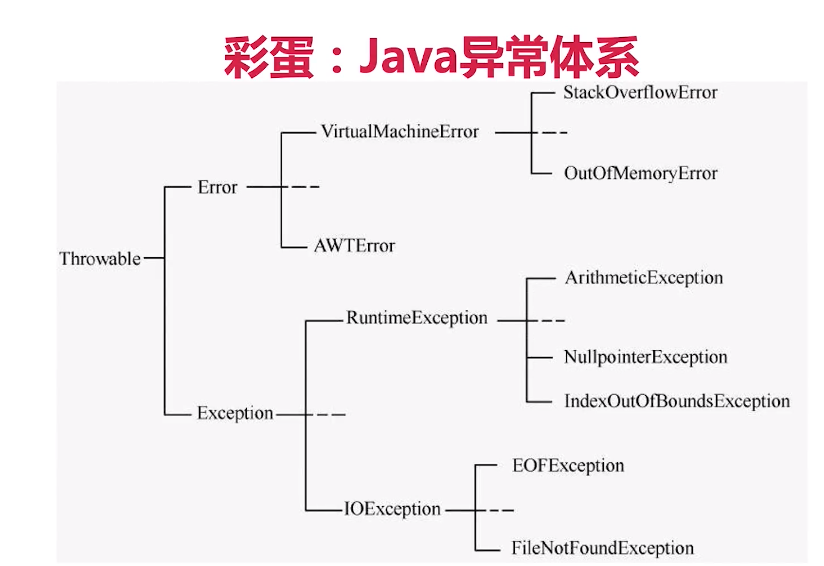 彩蛋：Java异常体系
StackOverflowError
VirtualMachineError
OutOfMemoryError
Error
AWTError
Throwable
ArithmeticException
RuntimeException
NullpointerException
IndexOutOfBoundsException
Exception
EOFException
IOException
FileNotFoundException